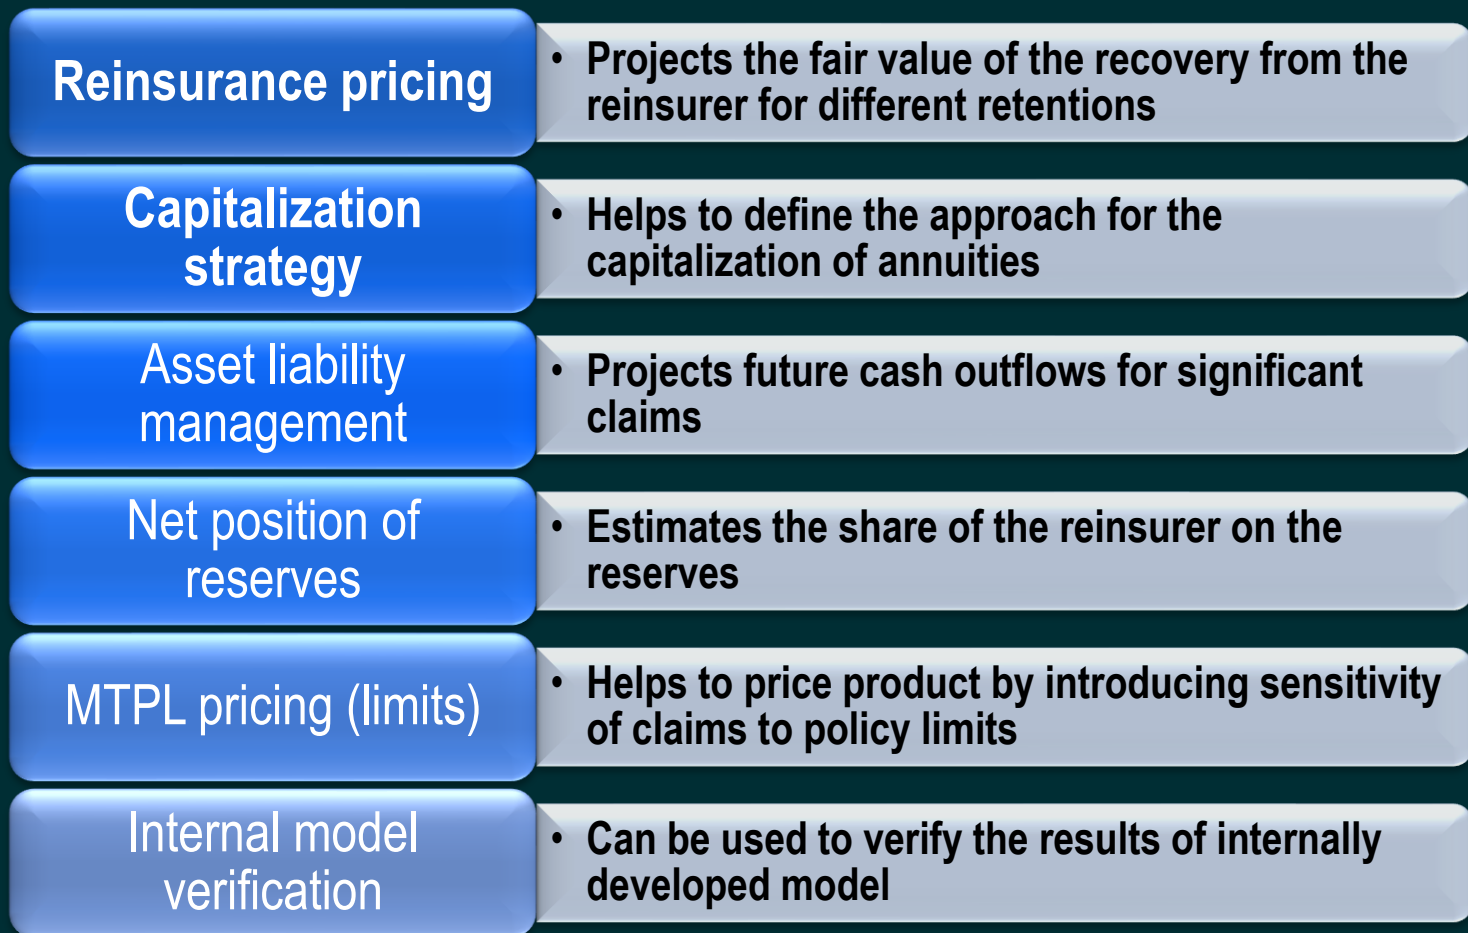 Reinsurance pricing
• Projects the fair value of the recovery from the
reinsurer for different retentions
Capitalization
strategy
• Helps to define the approach for the
capitalization of annuities
Asset liability
management
• Projects future cash outflows for significant
claims
Net position of
reserves
• Estimates the share of the reinsurer on the
reserves
MTPL pricing (limits)
• Helps to price product by introducing sensitivity
of claims to policy limits
Internal model
verification
• Can be used to verify the results of internally
developed model